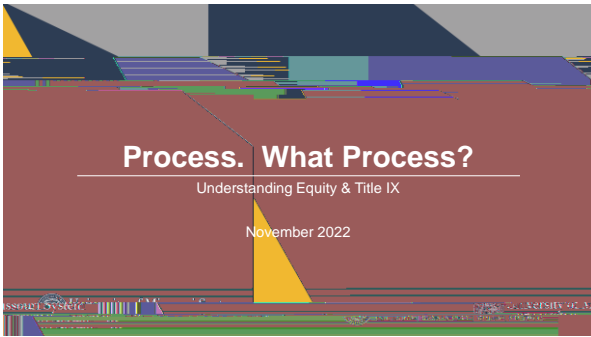 Process.  What Process?
Understanding Equity & Title IX
November 2022